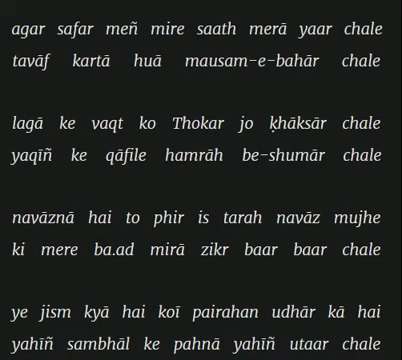 agar safar meñ mire saath merā yaar chale
tavāf kartā huā mausam-e-bahār chale
lagā ke vaqt ko Thokar jo ḳhāksār chale
yaqīñ ke qāfile hamrāh be-shumār chale
navāznā hai to phir is tarah navāz mujhe
ki mere ba.ad mirā zikr baar baar chale
ye jism kyā hai koī pairahan udhār kā hai
yahīñ sambhāl ke pahnā yahīñ utaar chale